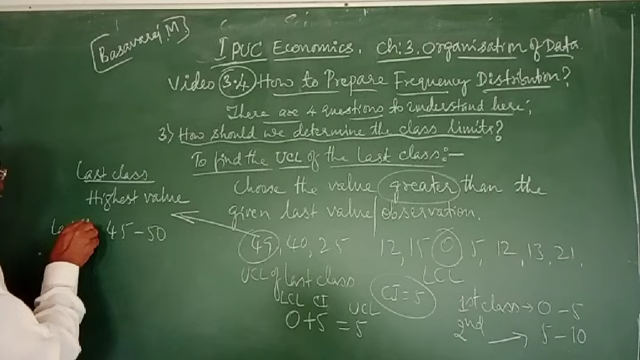 Basavaraj. M
I PUC Economics. Ch:3. Organisation of Data
Video 3.4 How to Prepare Frequency Distribution?
There are 4 questions to understand here:
3) How should we determine the class limits?
To find the UCL of the Last class:-
Last class
Highest value
45-50
Choose the value greater than the
given last value/observation.
45, 40, 25 12, 15 0, 5, 12, 13, 21,
UCL of last class
LCL
CI=5
LCL CI UCL
0+5=5
1st class → 0-5
2nd → 5-10